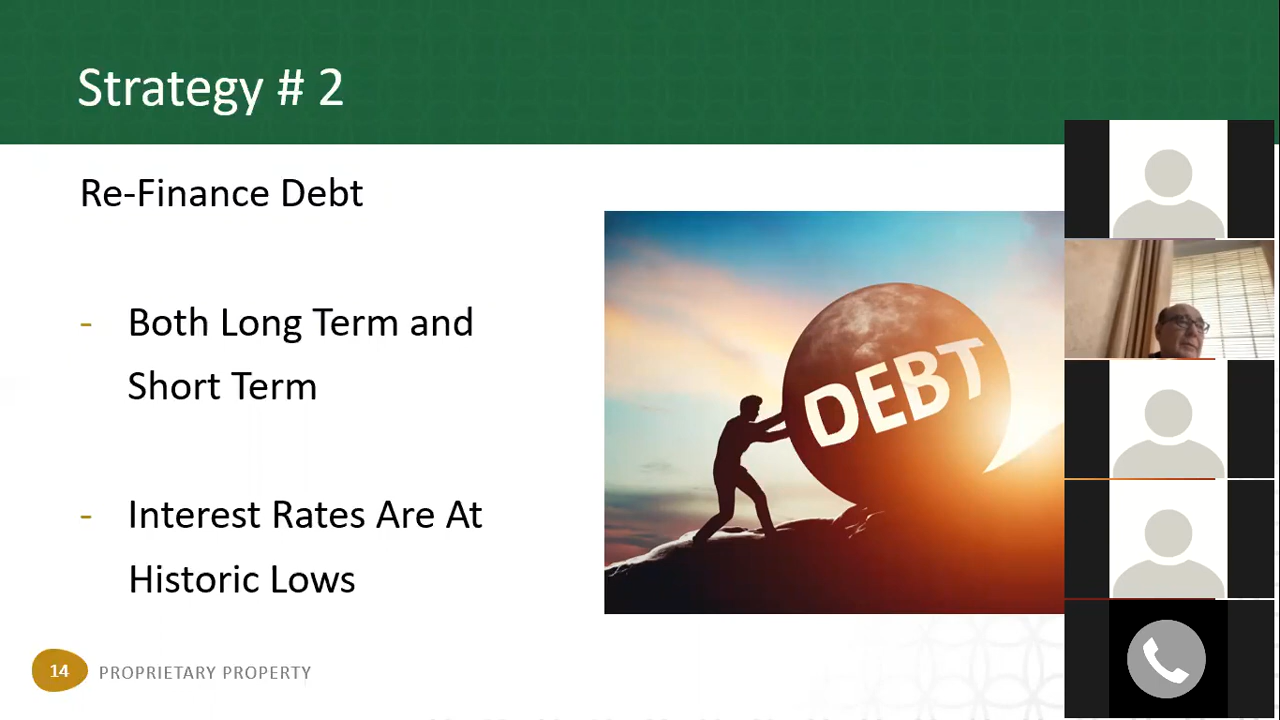 Strategy # 2
Re-Finance Debt
- Both Long Term and
Short Term
- Interest Rates Are At
Historic Lows
DEBT
14 PROPRIETARY PROPERTY